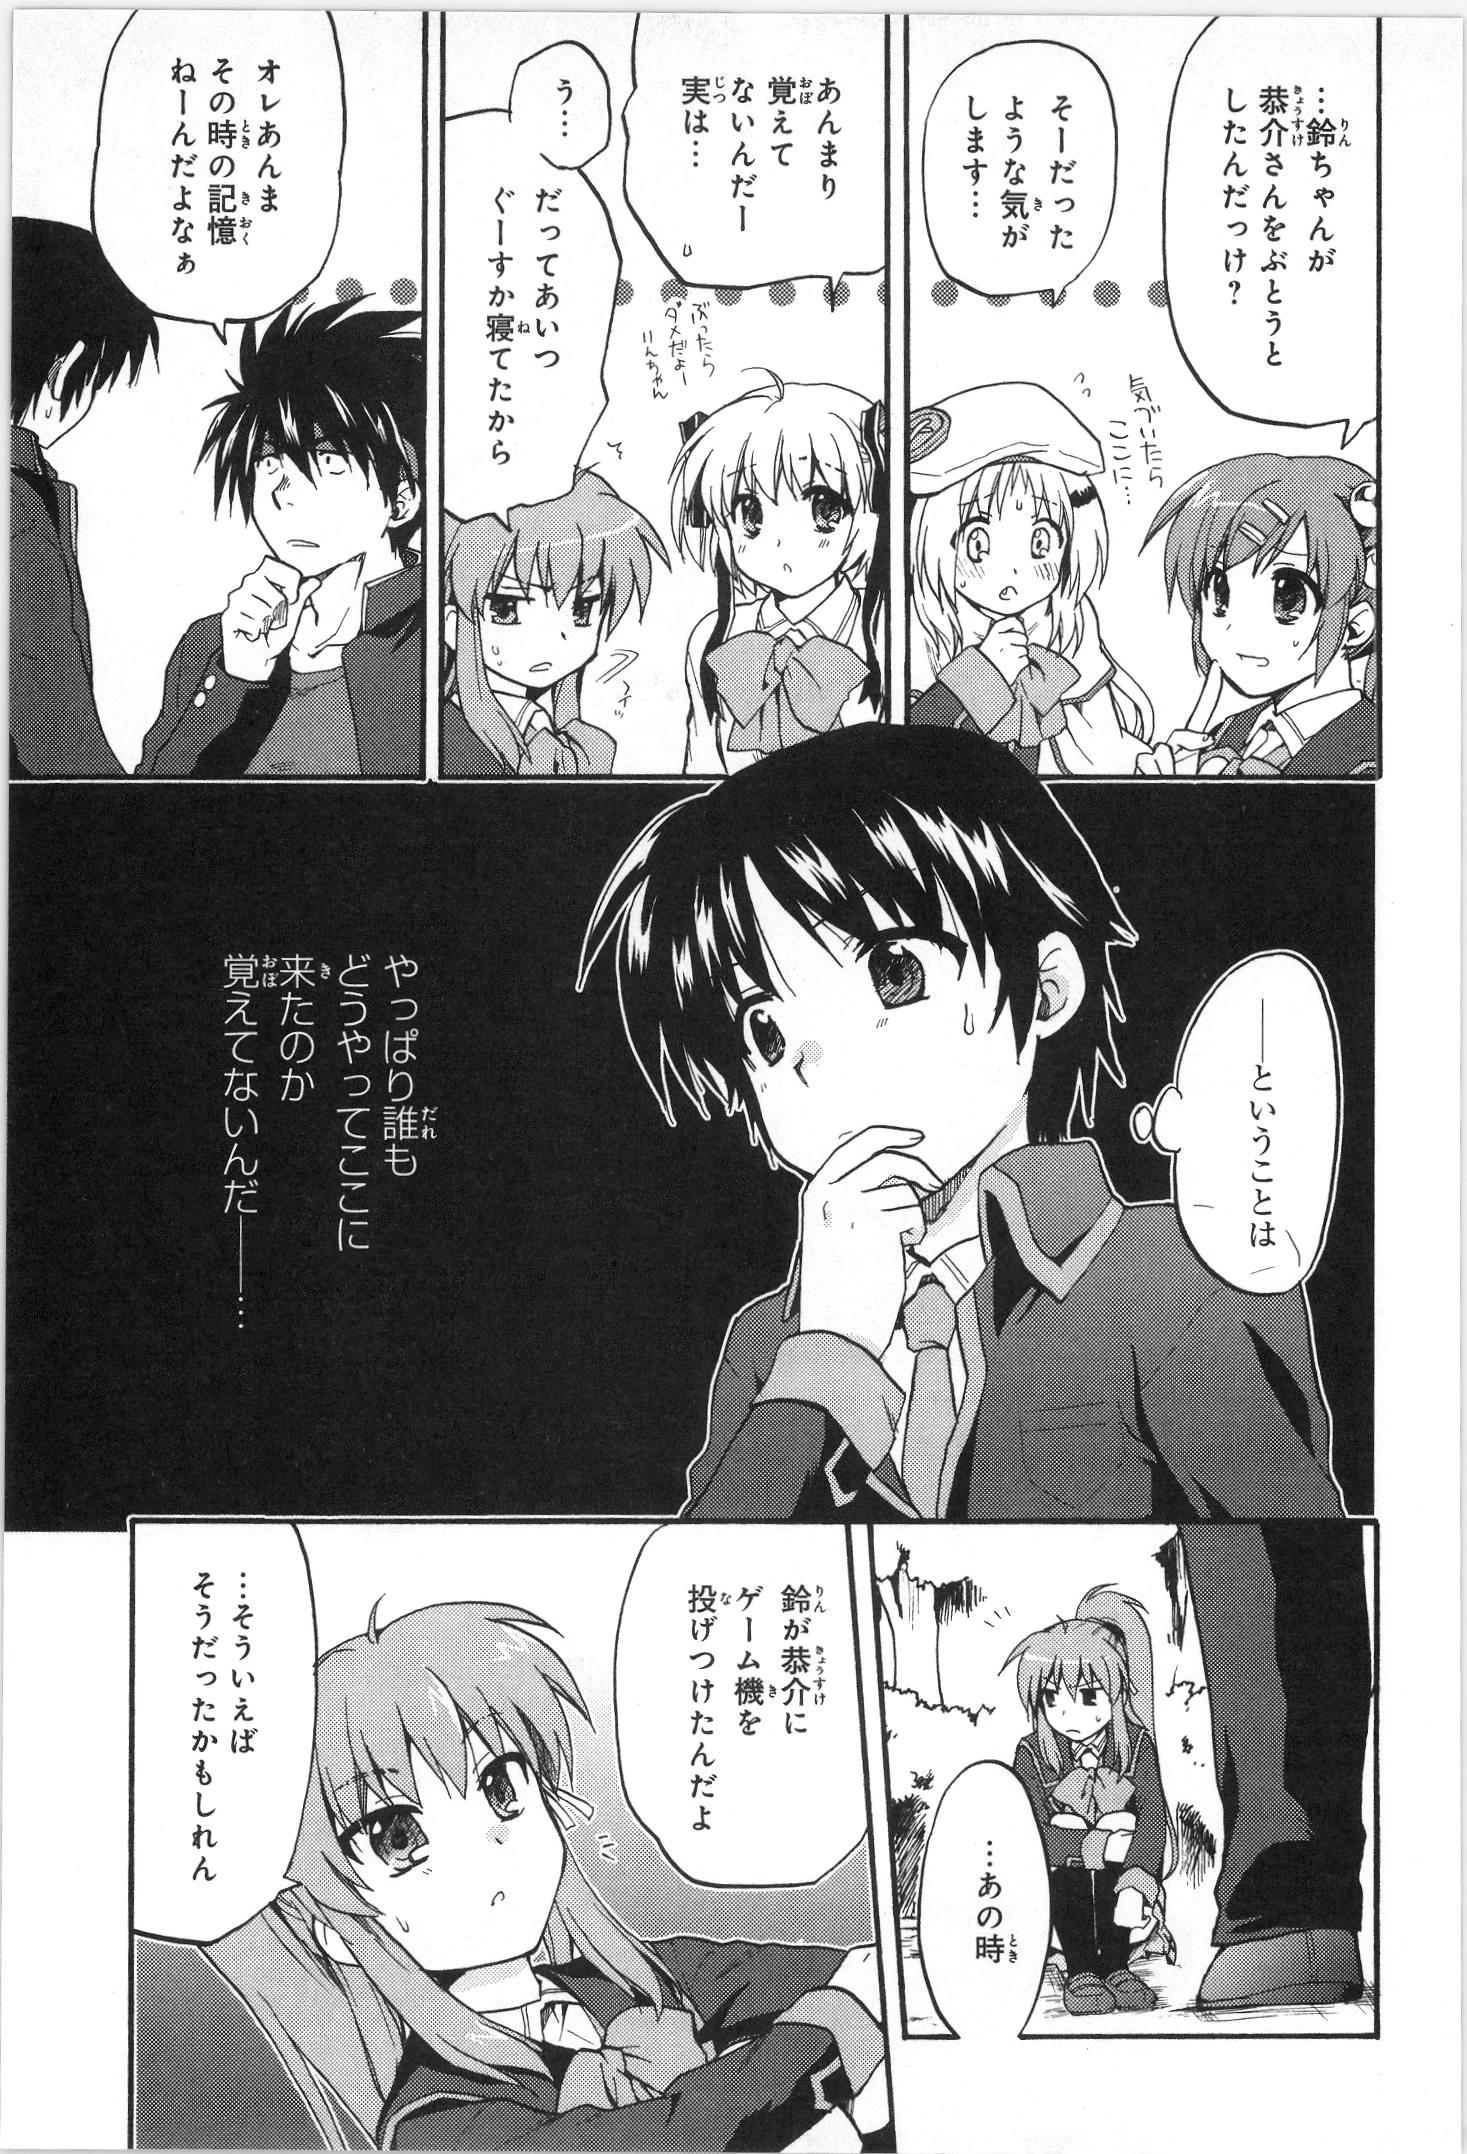 …鈴ちゃんが
恭介さんをぶとうと
したんだっけ?
そーだった
ような気が
します…
気づいたら
ここに…
あんまり
覚えて
ないんだー
実は…
ぶったら
ダメだよー
りんちゃん
う…
だってあいつ
ぐーすか寝てたから
オレあんま
その時の記憶
ねーんだよなぁ
──ということは
やっぱり誰も
どうやってここに
来たのか
覚えてないんだ──…
…あの時
鈴が恭介に
ゲーム機を
投げつけたんだよ
…そういえば
そうだったかもしれん